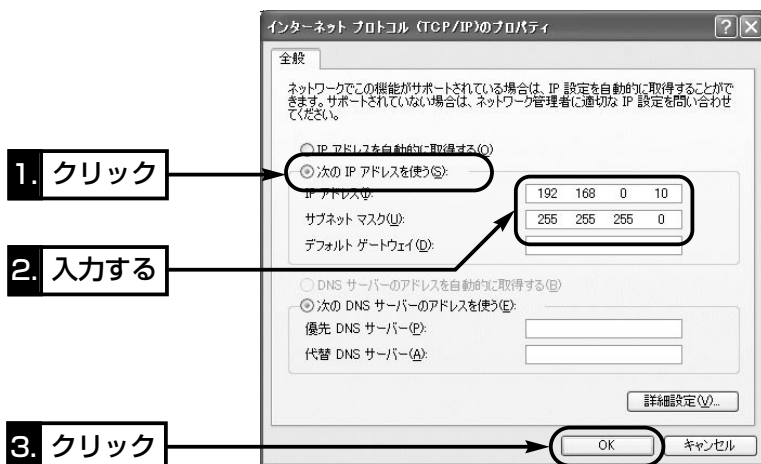 インターネット プロトコル (TCP/IP)のプロパティ
全般
ネットワークでこの機能がサポートされている場合は、IP 設定を自動的に取得することがで
きます。サポートされていない場合は、ネットワーク管理者に適切な IP 設定を問い合わせ
てください。
IP アドレスを自動的に取得する(O)
1. クリック
次の IP アドレスを使う(S):
IP アドレス(I): 192 168 0 10
サブネット マスク(U): 255 255 255 0
デフォルト ゲートウェイ(D):
2. 入力する
DNS サーバーのアドレスを自動的に取得する(B)
次の DNS サーバーのアドレスを使う(E):
優先 DNS サーバー(P):
代替 DNS サーバー(A):
詳細設定(V)...
3. クリック
OK キャンセル